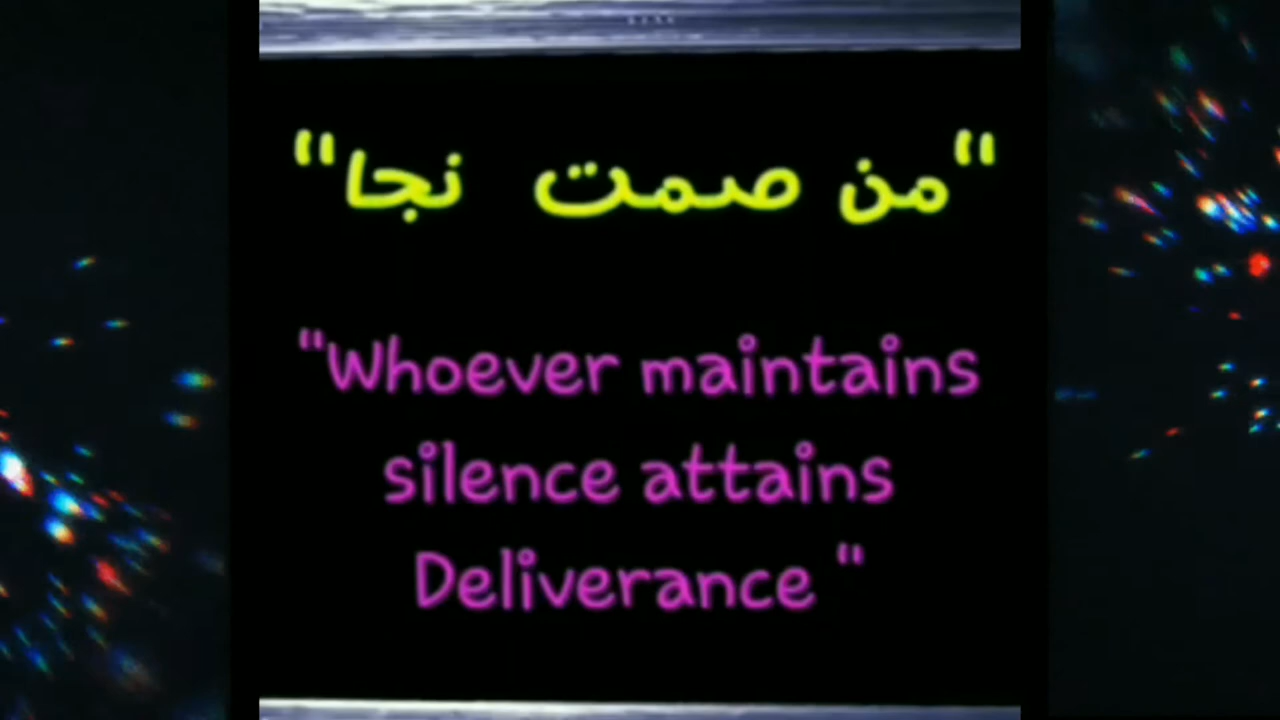 "من صمت نجا"
"Whoever maintains
silence attains
Deliverance "